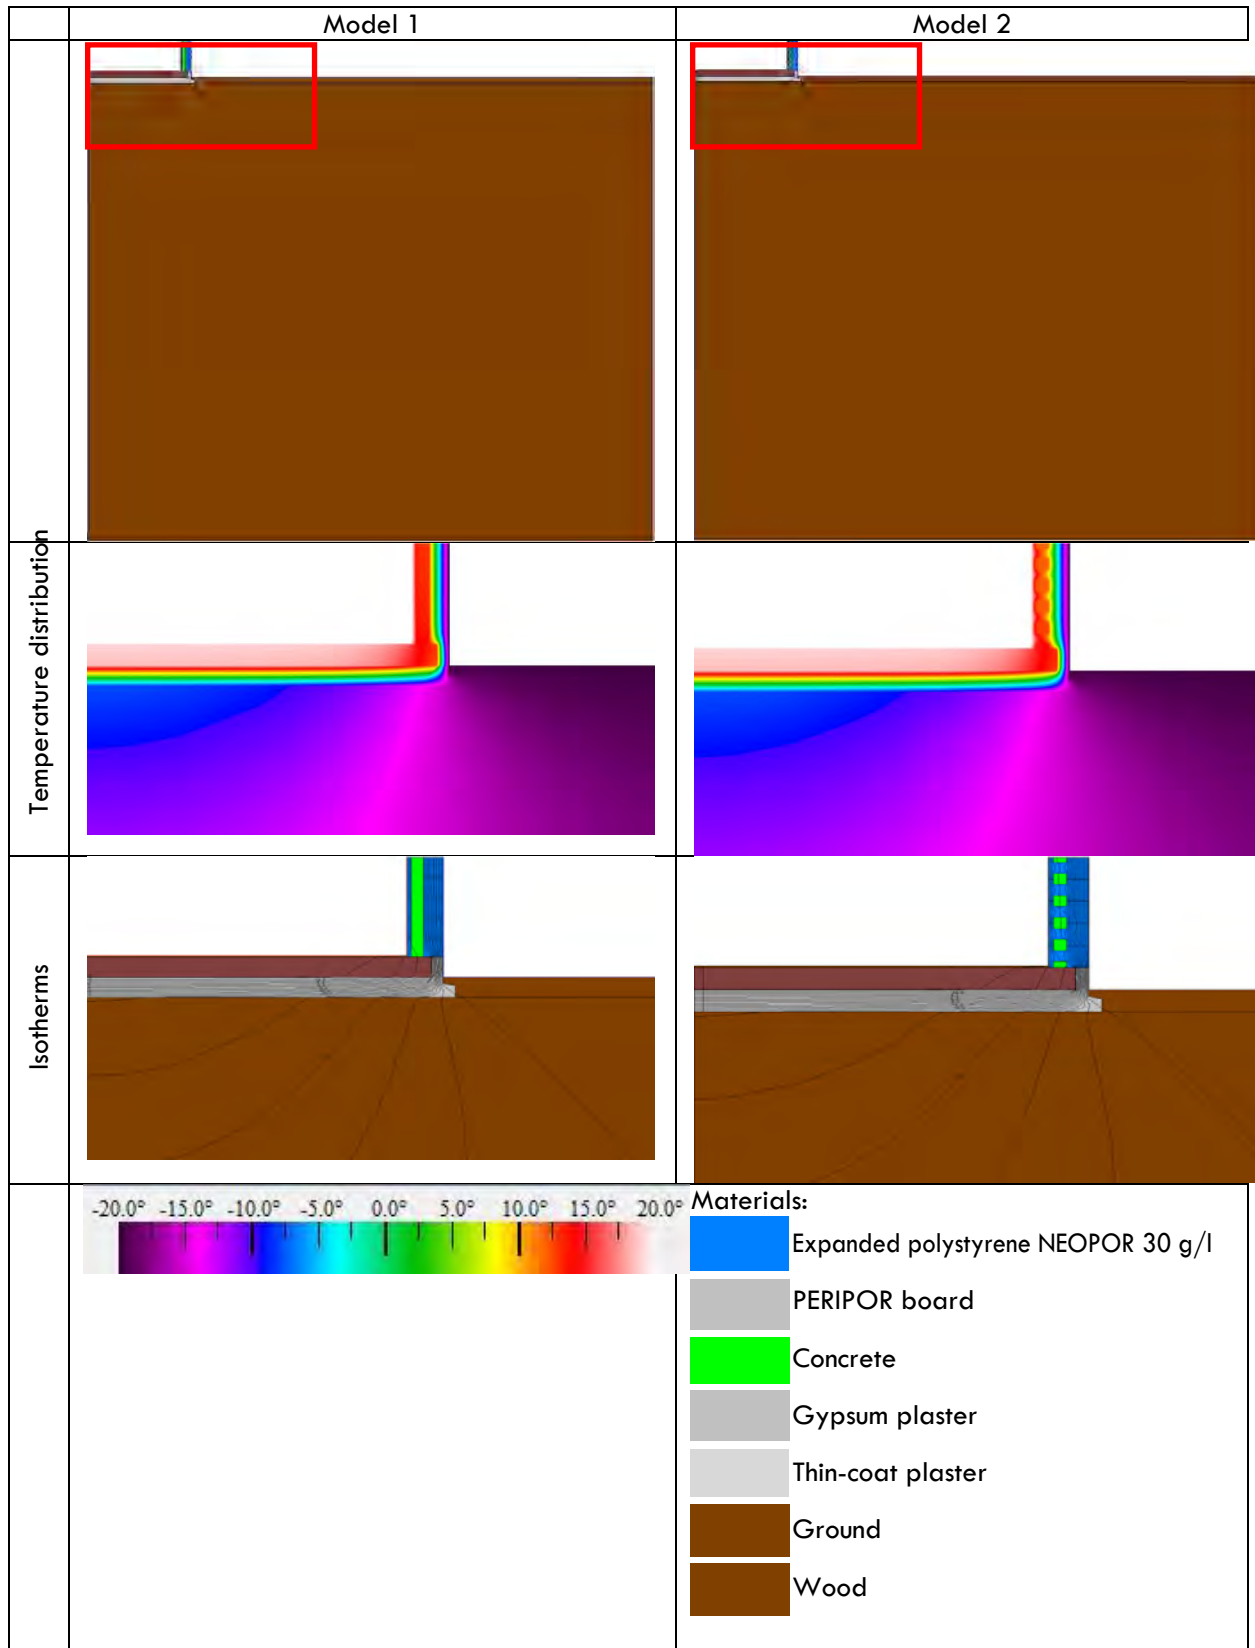 Model 1
Model 2
Temperature distribution
Isotherms
-20.0° -15.0° -10.0° -5.0° 0.0° 5.0° 10.0° 15.0° 20.0°
Materials:
Expanded polystyrene NEOPOR 30 g/l
PERIPOR board
Concrete
Gypsum plaster
Thin-coat plaster
Ground
Wood